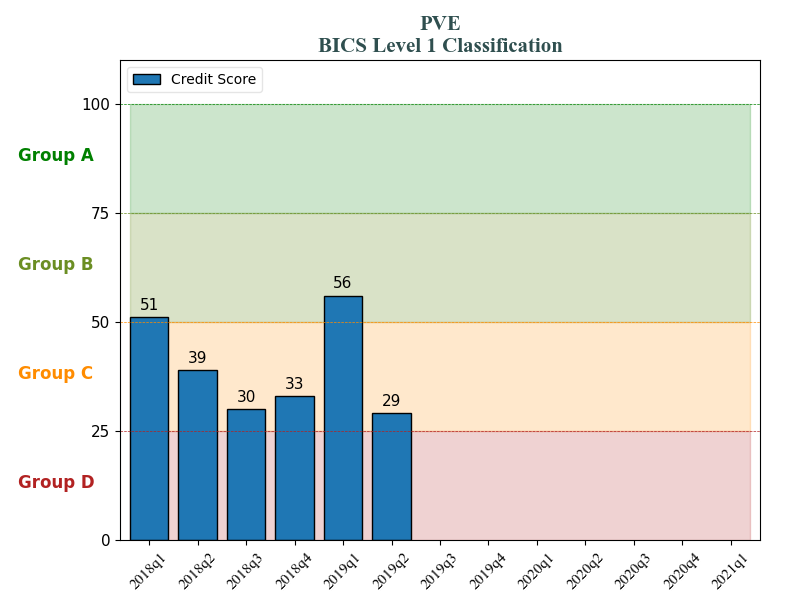 PVE
BICS Level 1 Classification
Credit Score
100
Group A
75
Group B
50
Group C
25
Group D
0
51
39
30
33
56
29
2018q1
2018q2
2018q3
2018q4
2019q1
2019q2
2019q3
2019q4
2020q1
2020q2
2020q3
2020q4
2021q1